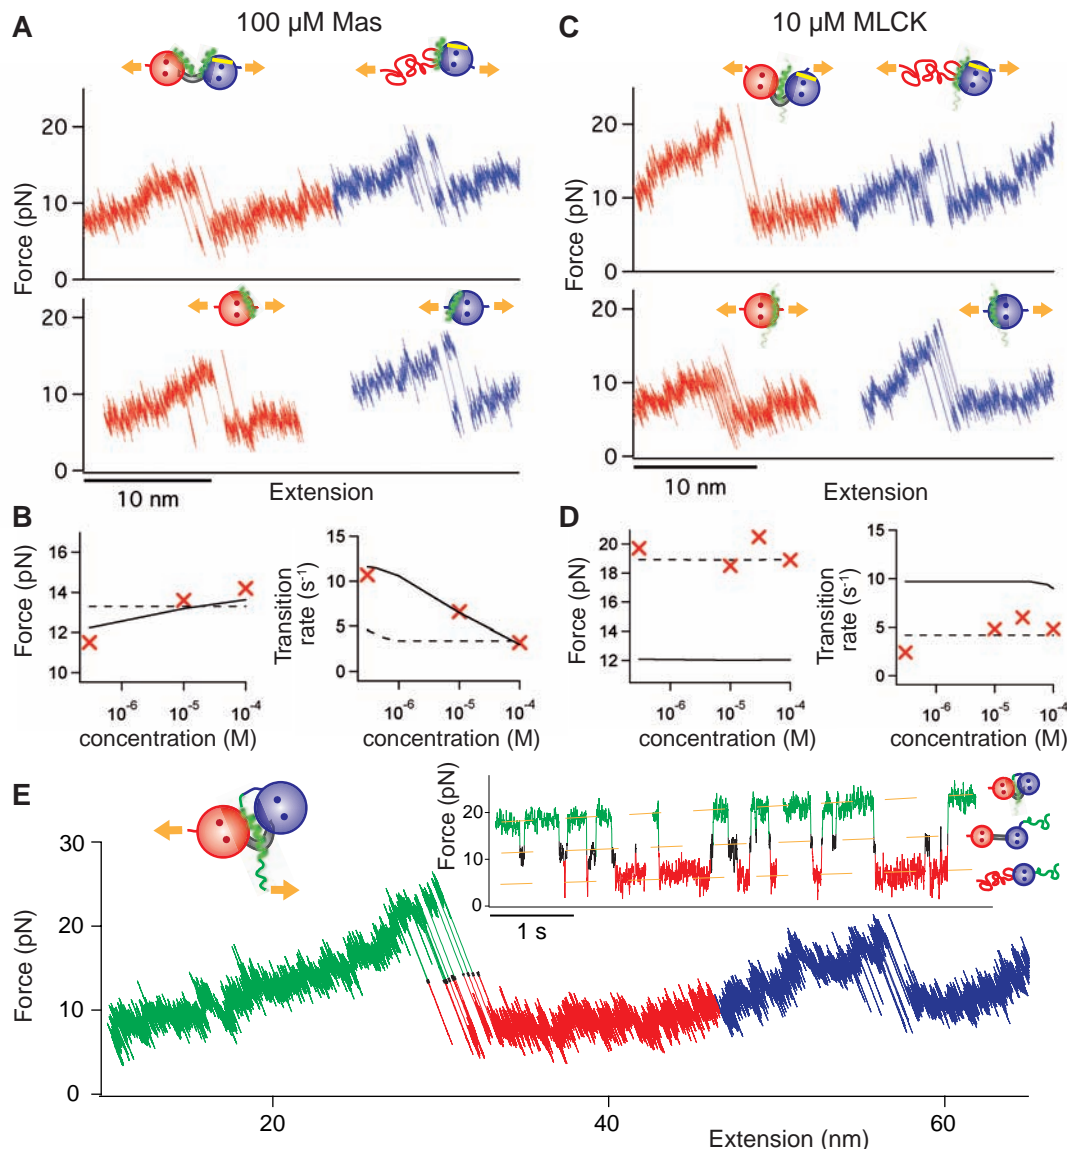 A
100 µM Mas
C
10 µM MLCK
Force (pN)
20
10
0
20
10
0
10 nm
Extension
Force (pN)
20
10
0
20
10
0
10 nm
Extension
B
Force (pN)
16
14
12
10
10-6
10-5
10-4
concentration (M)
Transition
rate (s-1)
15
10
5
0
10-6
10-5
10-4
concentration (M)
D
Force (pN)
20
18
16
14
12
10-6
10-5
10-4
concentration (M)
Transition
rate (s-1)
15
10
5
0
10-6
10-5
10-4
concentration (M)
E
Force (pN)
30
20
10
0
20
40
60
Extension (nm)
Force (pN)
20
10
0
1 s